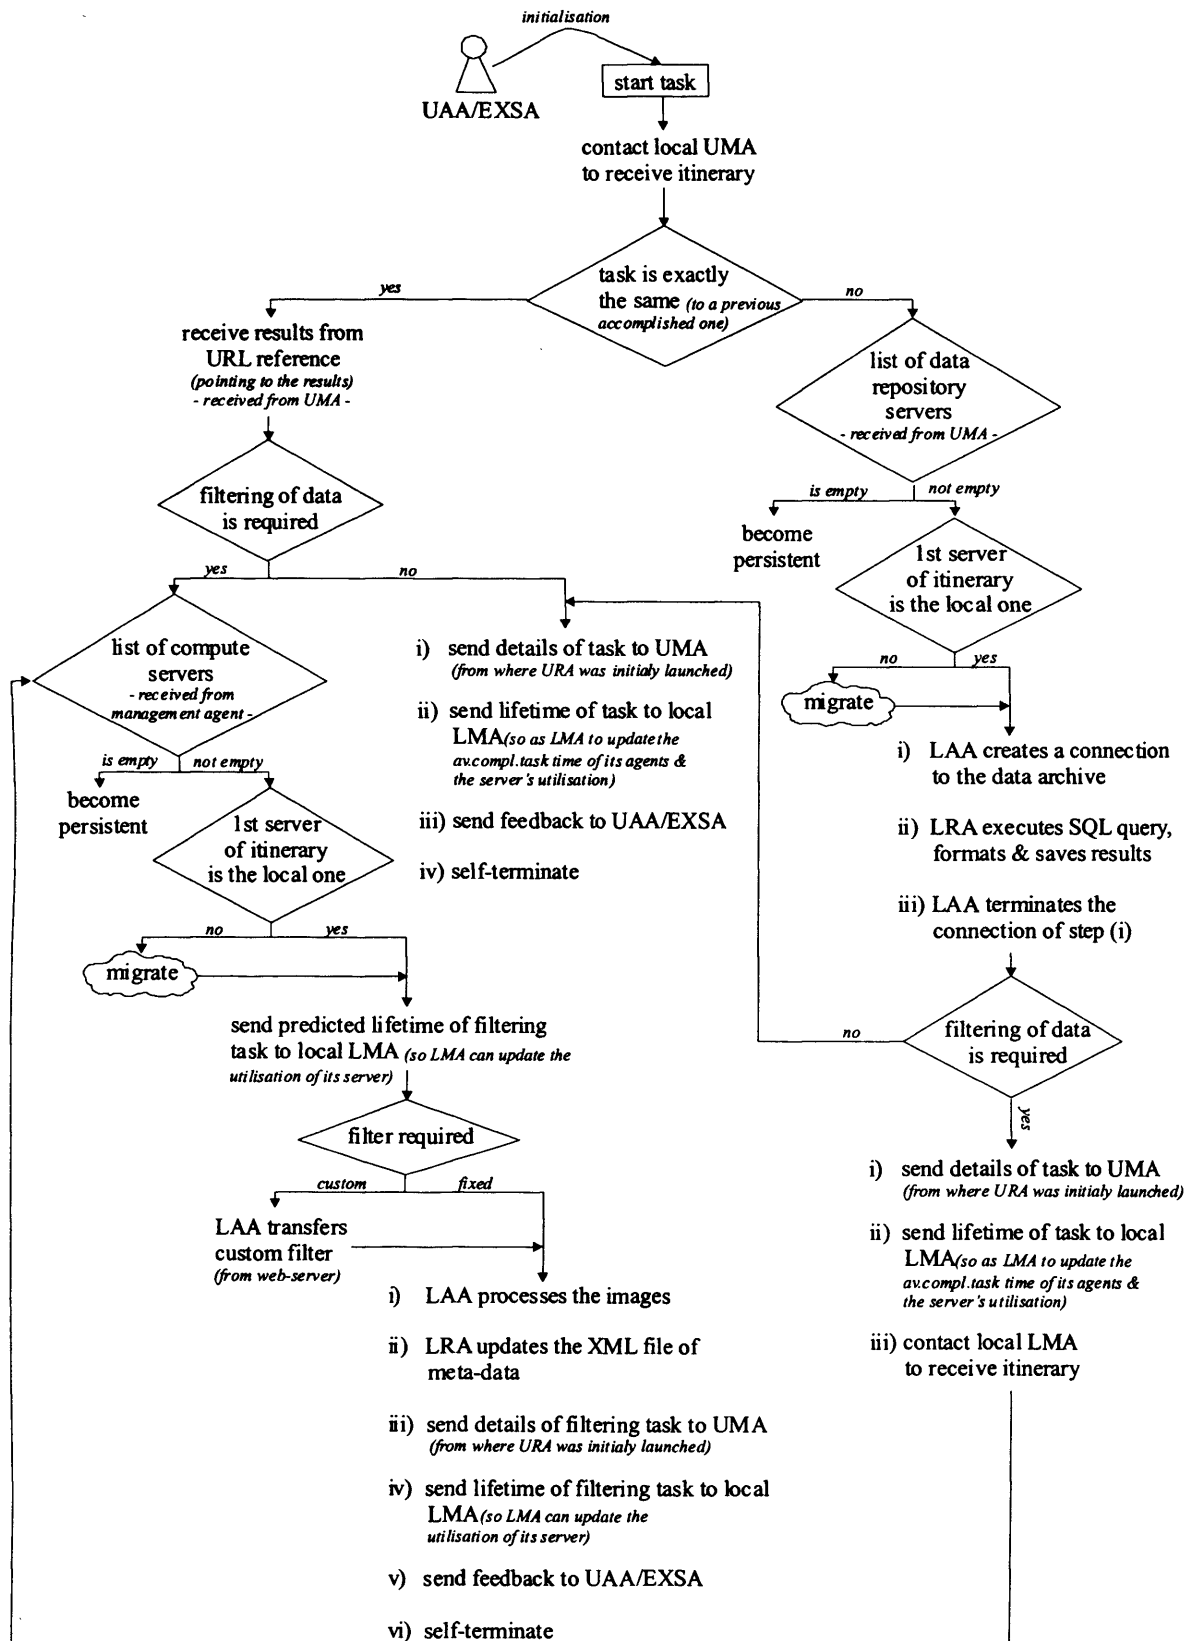 initialisation
start task
UAA/EXSA
contact local UMA
to receive itinerary
task is exactly
the same (to a previous
accomplished one)
yes
no
receive results from
URL reference
(pointing to the results)
- received from UMA -
list of data
repository
servers
- received from UMA -
filtering of data
is required
is empty
not empty
become
persistent
1st server
of itinerary
is the local one
yes
no
list of compute
servers
- received from
management agent -
i) send details of task to UMA
(from where URA was initialy launched)
ii) send lifetime of task to local
LMA(so as LMA to update the
av.compl.task time of its agents &
the server's utilisation)
iii) send feedback to UAA/EXSA
iv) self-terminate
no
yes
migrate
i) LAA creates a connection
to the data archive
ii) LRA executes SQL query,
formats & saves results
iii) LAA terminates the
connection of step (i)
is empty
not empty
become
persistent
1st server
of itinerary
is the local one
no
yes
migrate
send predicted lifetime of filtering
task to local LMA (so LMA can update the
utilisation of its server)
no
filtering of data
is required
yes
filter required
custom
fixed
LAA transfers
custom filter
(from web-server)
i) send details of task to UMA
(from where URA was initialy launched)
ii) send lifetime of task to local
LMA(so as LMA to update the
av.compl.task time of its agents &
the server's utilisation)
iii) contact local LMA
to receive itinerary
i) LAA processes the images
ii) LRA updates the XML file of
meta-data
iii) send details of filtering task to UMA
(from where URA was initialy launched)
iv) send lifetime of filtering task to local
LMA(so LMA can update the
utilisation of its server)
v) send feedback to UAA/EXSA
vi) self-terminate